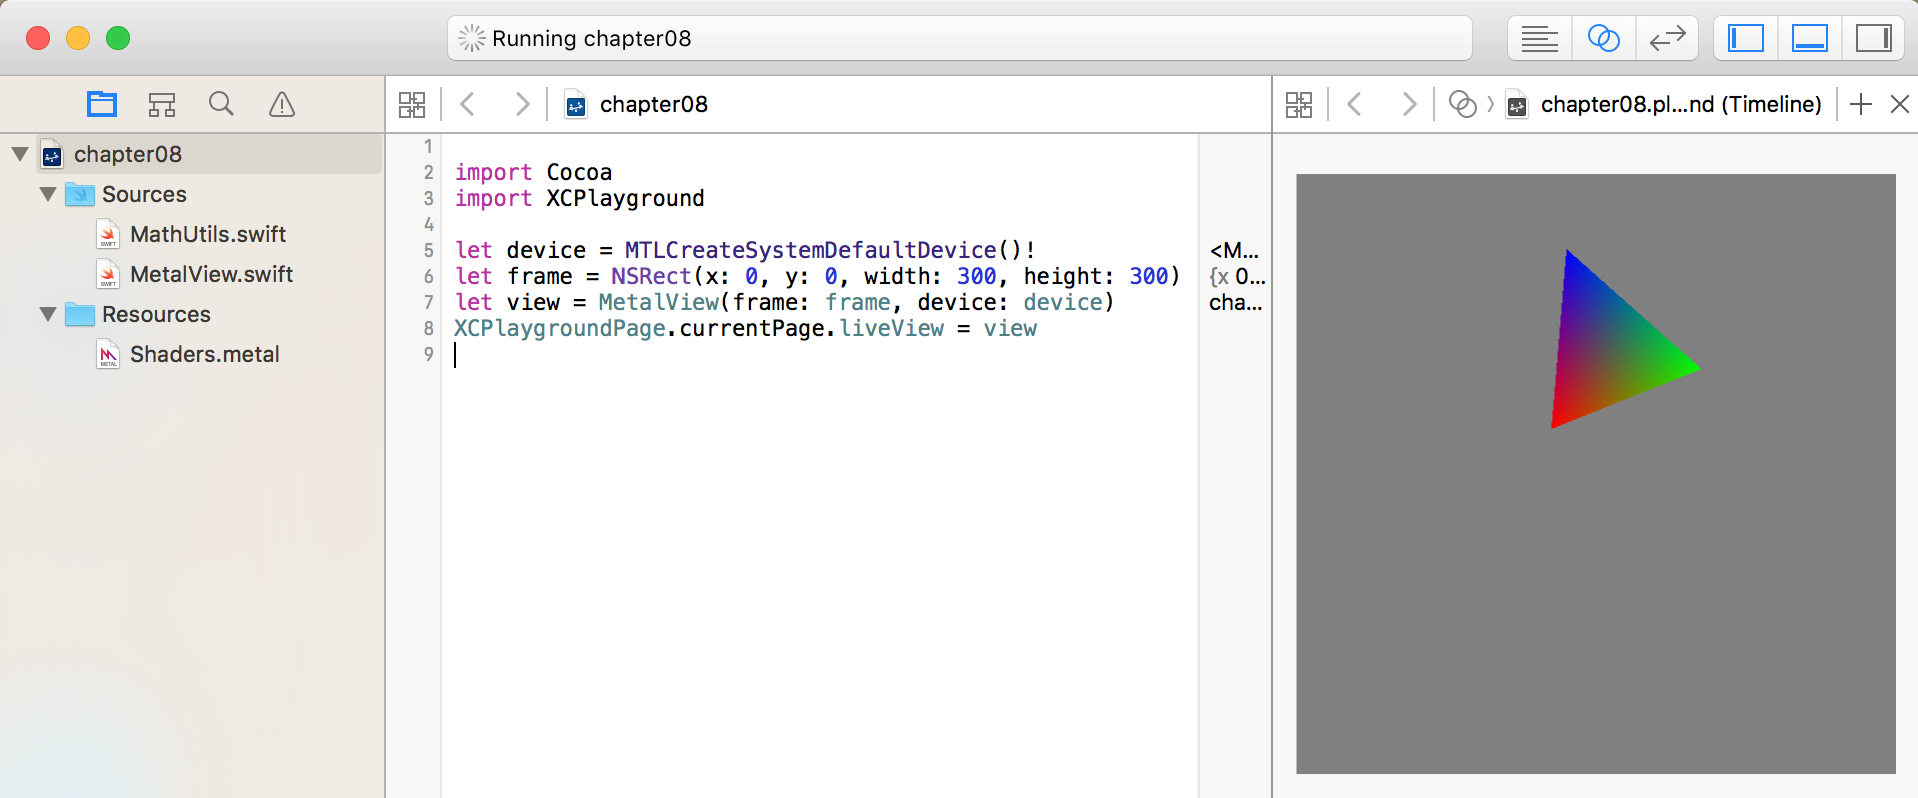 Running chapter08
chapter08
chapter08.pl...nd (Timeline)
chapter08
Sources
MathUtils.swift
MetalView.swift
Resources
Shaders.metal
1
2 import Cocoa
3 import XCPlayground
4
5 let device = MTLCreateSystemDefaultDevice()!
<M...
6 let frame = NSRect(x: 0, y: 0, width: 300, height: 300)
{x 0...
7 let view = MetalView(frame: frame, device: device)
cha...
8 XCPlaygroundPage.currentPage.liveView = view
9